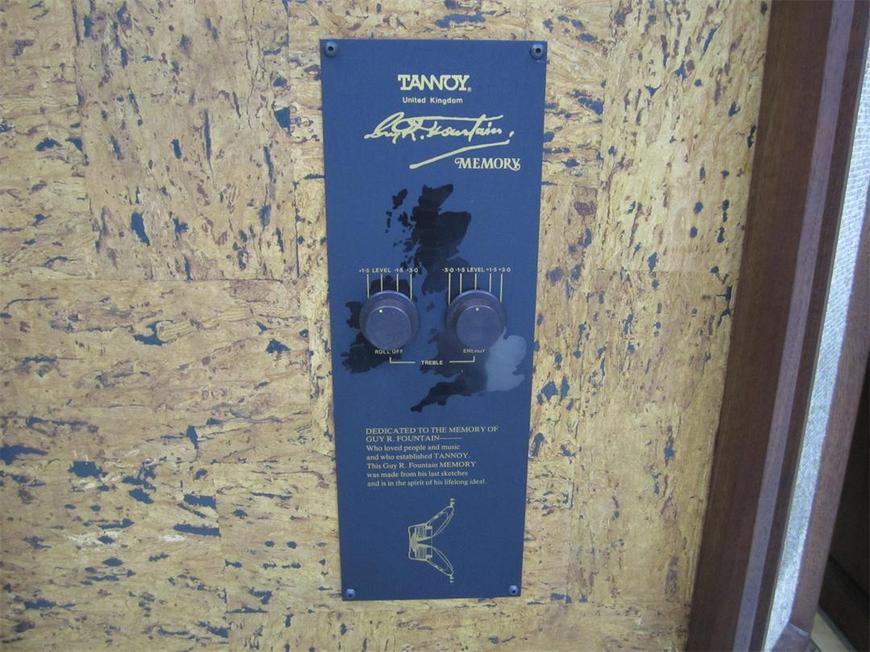 TANNOY®
United Kingdom
Guy R. Fountain
MEMORY
+1·5 LEVEL -1·5 -3·0
-3·0 -1·5 LEVEL +1·5 +3·0
ROLL OFF
ENERGY
TREBLE
DEDICATED TO THE MEMORY OF
GUY R. FOUNTAIN——
Who loved people and music
and who established TANNOY.
This Guy R. Fountain MEMORY
was made from his last sketches
and is in the spirit of his lifelong ideal.